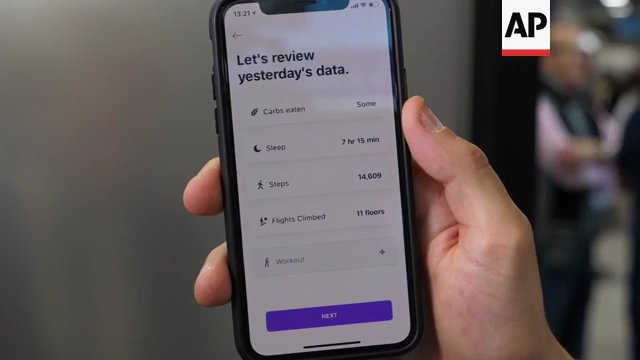 13:21
AP
Let's review
yesterday's data.
Carbs eaten Some
Sleep 7 hr 15 min
Steps 14,609
Flights Climbed 11 floors
Workout +
NEXT